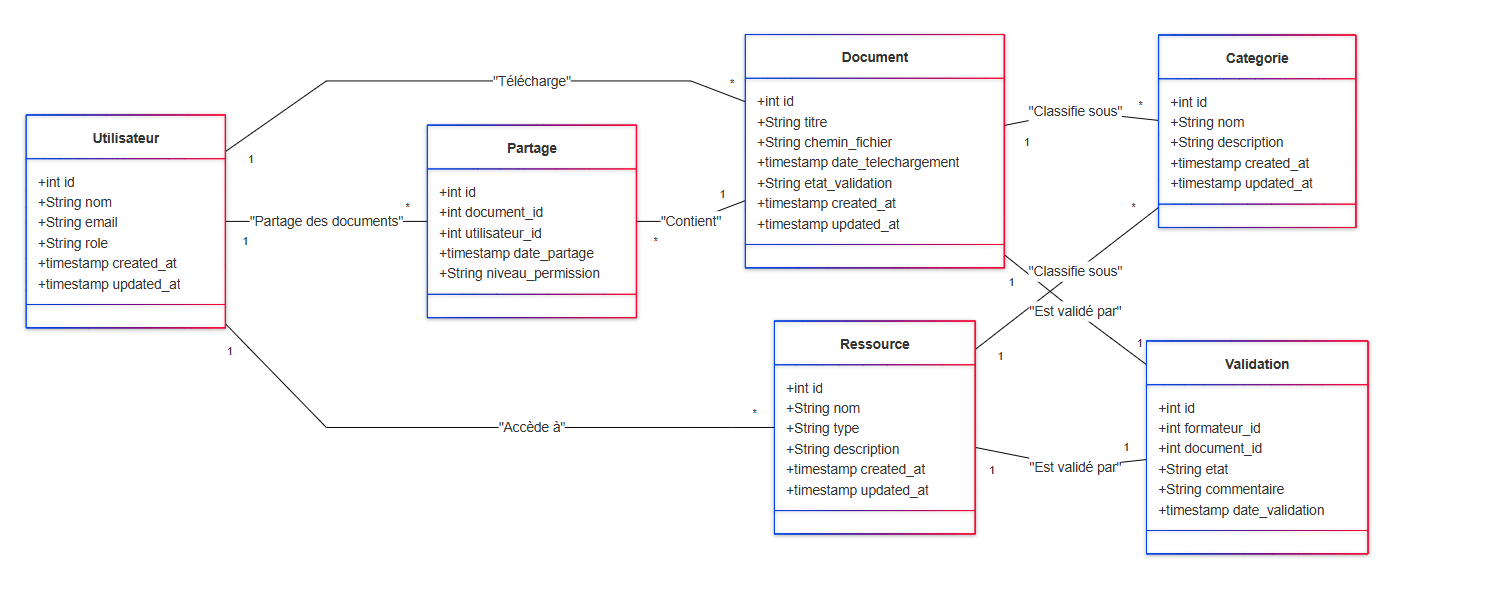 Utilisateur
+int id
+String nom
+String email
+String role
+timestamp created_at
+timestamp updated_at
1
"Télécharge"
*
1
"Partage des documents"
*
1
"Accède à"
*
Partage
+int id
+int document_id
+int utilisateur_id
+timestamp date_partage
+String niveau_permission
*
"Contient"
1
Document
+int id
+String titre
+String chemin_fichier
+timestamp date_telechargement
+String etat_validation
+timestamp created_at
+timestamp updated_at
1
"Classifie sous"
*
1
"Est validé par"
1
Ressource
+int id
+String nom
+String type
+String description
+timestamp created_at
+timestamp updated_at
1
"Classifie sous"
*
1
"Est validé par"
1
Categorie
+int id
+String nom
+String description
+timestamp created_at
+timestamp updated_at
Validation
+int id
+int formateur_id
+int document_id
+String etat
+String commentaire
+timestamp date_validation